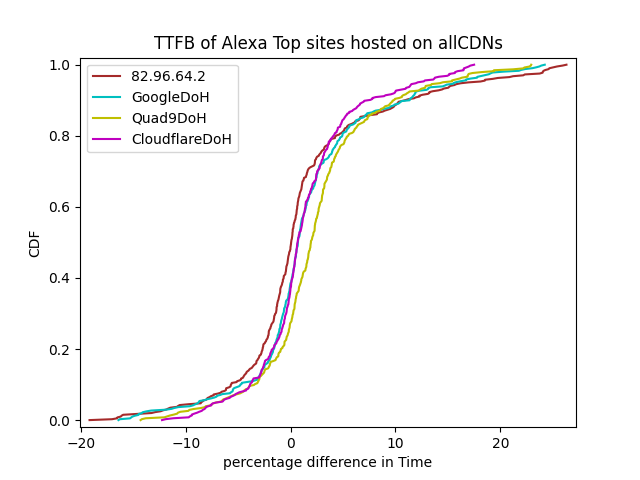 TTFB of Alexa Top sites hosted on allCDNs
1.0
0.8
0.6
0.4
0.2
0.0
CDF
82.96.64.2
GoogleDoH
Quad9DoH
CloudflareDoH
−20
−10
0
10
20
percentage difference in Time